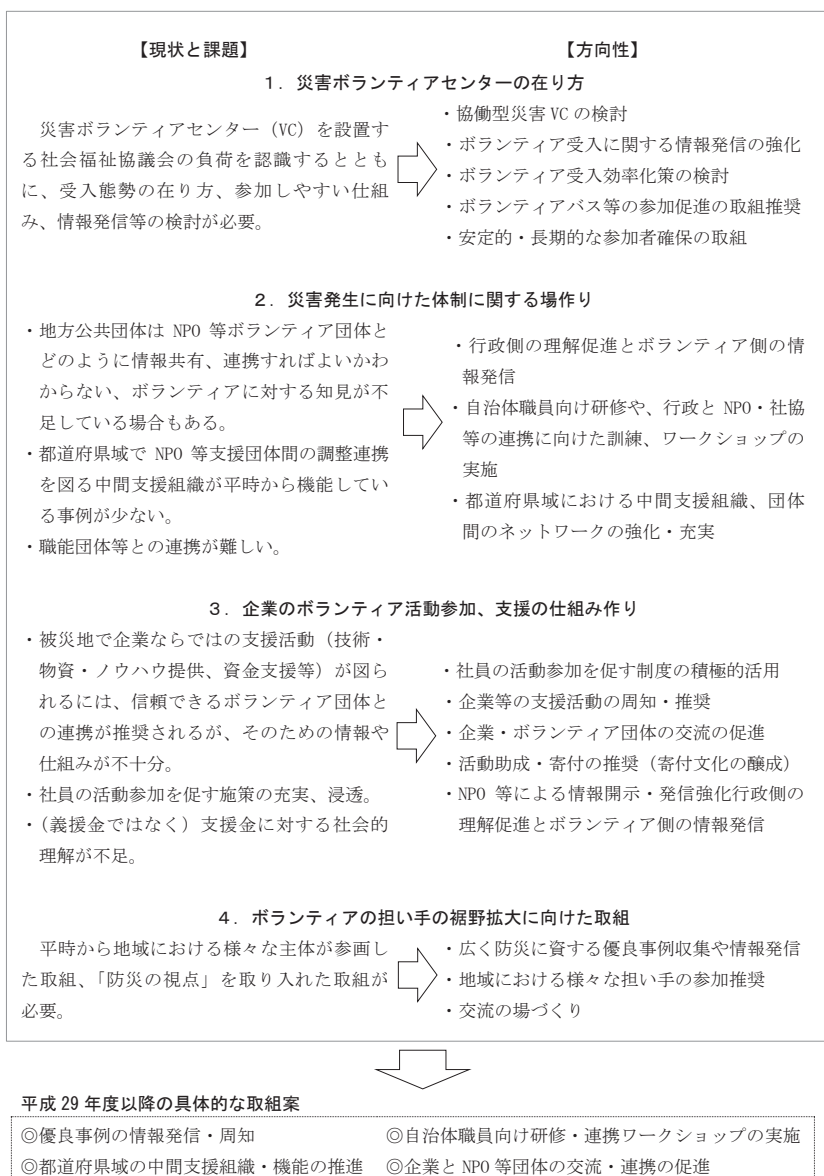 【現状と課題】
【方向性】
1．災害ボランティアセンターの在り方
災害ボランティアセンター（VC）を設置す
る社会福祉協議会の負荷を認識するととも
に、受入態勢の在り方、参加しやすい仕組
み、情報発信等の検討が必要。
・協働型災害 VC の検討
・ボランティア受入に関する情報発信の強化
・ボランティア受入効率化策の検討
・ボランティアバス等の参加促進の取組推奨
・安定的・長期的な参加者確保の取組
2．災害発生に向けた体制に関する場作り
・地方公共団体は NPO 等ボランティア団体と
どのように情報共有、連携すればよいかわ
からない、ボランティアに対する知見が不
足している場合もある。
・都道府県域で NPO 等支援団体間の調整連携
を図る中間支援組織が平時から機能してい
る事例が少ない。
・職能団体等との連携が難しい。
・行政側の理解促進とボランティア側の情
報発信
・自治体職員向け研修や、行政と NPO・社協
等の連携に向けた訓練、ワークショップの
実施
・都道府県域における中間支援組織、団体
間のネットワークの強化・充実
3．企業のボランティア活動参加、支援の仕組み作り
・被災地で企業ならではの支援活動（技術・
物資・ノウハウ提供、資金支援等）が図ら
れるには、信頼できるボランティア団体と
の連携が推奨されるが、そのための情報や
仕組みが不十分。
・社員の活動参加を促す施策の充実、浸透。
・（義援金ではなく）支援金に対する社会的
理解が不足。
・社員の活動参加を促す制度の積極的活用
・企業等の支援活動の周知・推奨
・企業・ボランティア団体の交流の促進
・活動助成・寄付の推奨（寄付文化の醸成）
・NPO 等による情報開示・発信強化行政側の
理解促進とボランティア側の情報発信
4．ボランティアの担い手の裾野拡大に向けた取組
平時から地域における様々な主体が参画し
た取組、「防災の視点」を取り入れた取組が
必要。
・広く防災に資する優良事例収集や情報発信
・地域における様々な担い手の参加推奨
・交流の場づくり
平成 29 年度以降の具体的な取組案
◎優良事例の情報発信・周知
◎自治体職員向け研修・連携ワークショップの実施
◎都道府県域の中間支援組織・機能の推進
◎企業と NPO 等団体の交流・連携の促進